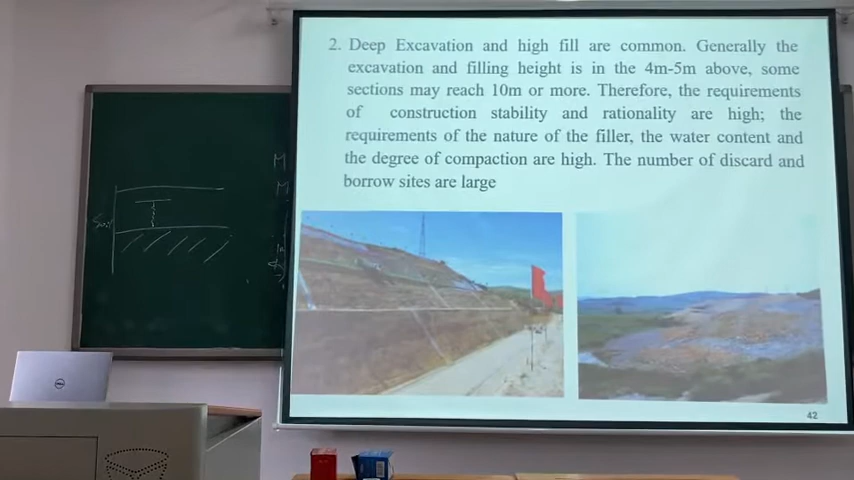 2. Deep Excavation and high fill are common. Generally the
excavation and filling height is in the 4m-5m above, some
sections may reach 10m or more. Therefore, the requirements
of construction stability and rationality are high; the
requirements of the nature of the filler, the water content and
the degree of compaction are high. The number of discard and
borrow sites are large
M
M
DELL
42